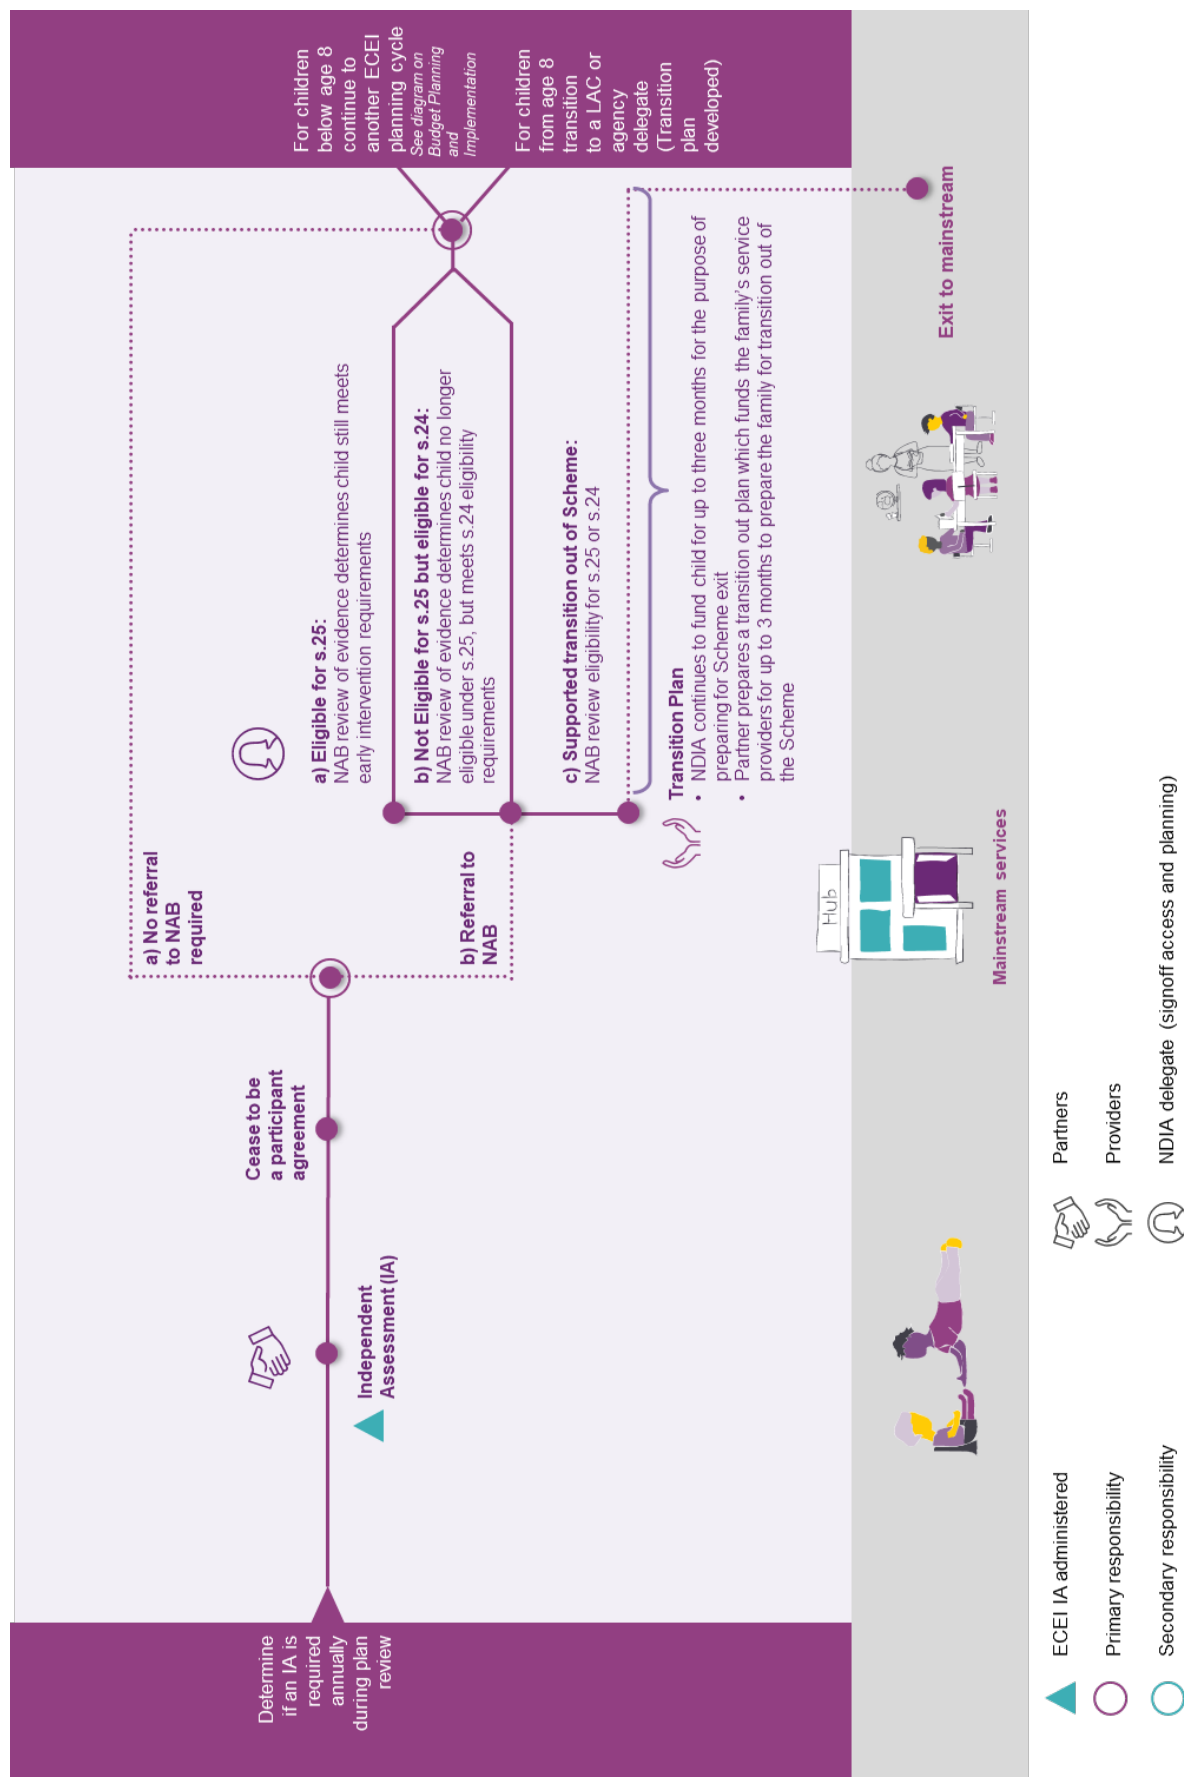 Determine
if an IA is
required
annually
during plan
review
Independent
Assessment (IA)
Cease to be
a participant
agreement
a) No referral
to NAB
required
b) Referral to
NAB
a) Eligible for s.25:
NAB review of evidence determines child still meets
early intervention requirements
b) Not Eligible for s.25 but eligible for s.24:
NAB review of evidence determines child no longer
eligible under s.25, but meets s.24 eligibility
requirements
c) Supported transition out of Scheme:
NAB review eligibility for s.25 or s.24
Transition Plan
• NDIA continues to fund child for up to three months for the purpose of
preparing for Scheme exit
• Partner prepares a transition out plan which funds the family's service
providers for up to 3 months to prepare the family for transition out of
the Scheme
For children
below age 8
continue to
another ECEI
planning cycle
See diagram on
Budget Planning
and
Implementation
For children
from age 8
transition
to a LAC or
agency
delegate
(Transition
plan
developed)
Hub
Mainstream services
Exit to mainstream
ECEI IA administered
Primary responsibility
Secondary responsibility
Partners
Providers
NDIA delegate (signoff access and planning)